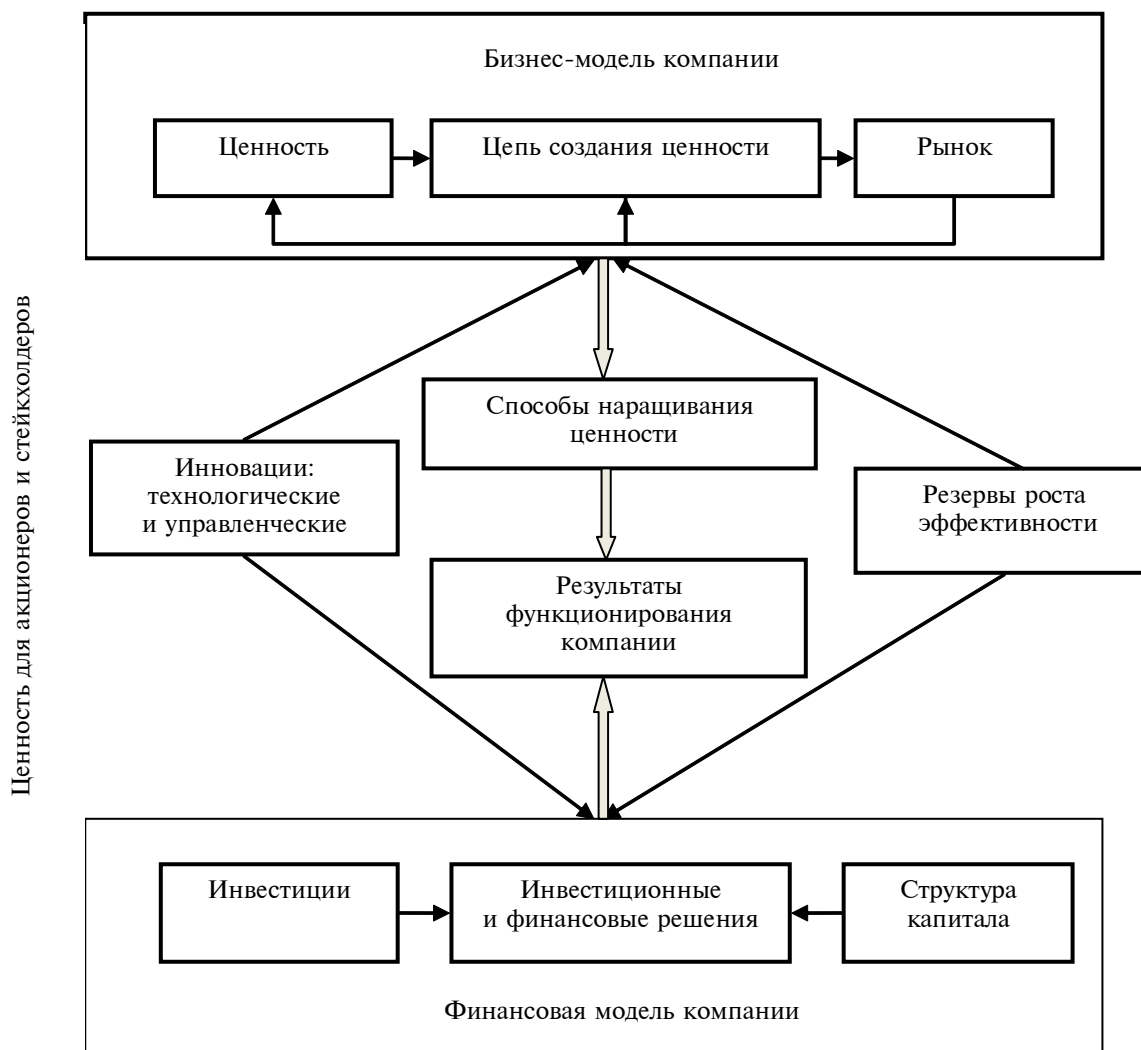 Бизнес-модель компании
Ценность
Цепь создания ценности
Рынок
Ценность для акционеров и стейкхолдеров
Способы наращивания
ценности
Инновации:
технологические
и управленческие
Резервы роста
эффективности
Результаты
функционирования
компании
Инвестиции
Инвестиционные
и финансовые решения
Структура
капитала
Финансовая модель компании